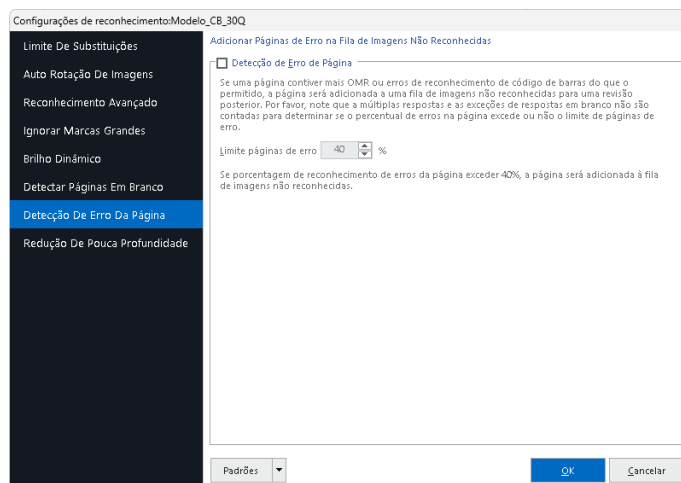 Configurações de reconhecimento:Modelo_CB_30Q
Limite De Substituições
Auto Rotação De Imagens
Reconhecimento Avançado
Ignorar Marcas Grandes
Brilho Dinâmico
Detectar Páginas Em Branco
Detecção De Erro Da Página
Redução De Pouca Profundidade
Adicionar Páginas de Erro na Fila de Imagens Não Reconhecidas
Detecção de Erro de Página
Se uma página contiver mais OMR ou erros de reconhecimento de código de barras do que o
permitido, a página será adicionada a uma fila de imagens não reconhecidas para uma revisão
posterior. Por favor, note que a múltiplas respostas e as exceções de respostas em branco não são
contadas para determinar se o percentual de erros na página excede ou não o limite de páginas de
erro.
Limite páginas de erro 40 %
Se porcentagem de reconhecimento de erros da página exceder 40%, a página será adicionada à fila
de imagens não reconhecidas.
Padrões
OK
Cancelar